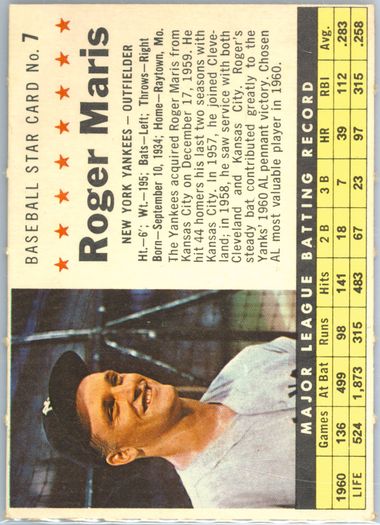 BASEBALL STAR CARD No. 7
Roger Maris
NEW YORK YANKEES — OUTFIELDER
Ht.—6'; Wt.—195; Bats—Left; Throws—Right
Born—September 10, 1934; Home—Raytown, Mo.
The Yankees acquired Roger Maris from
Kansas City on December 17, 1959. He
hit 44 homers his last two seasons with
Kansas City. In 1957, he joined Cleve-
land; in 1958, he saw service with both
Cleveland and Kansas City. Roger's
steady bat contributed greatly to the
Yanks' 1960 AL pennant victory. Chosen
AL most valuable player in 1960.
MAJOR LEAGUE BATTING RECORD
Games At Bat Runs Hits 2 B 3 B HR RBI Avg.
1960 136 499 98 141 18 7 39 112 .283
LIFE 524 1,873 315 483 67 23 97 315 .258